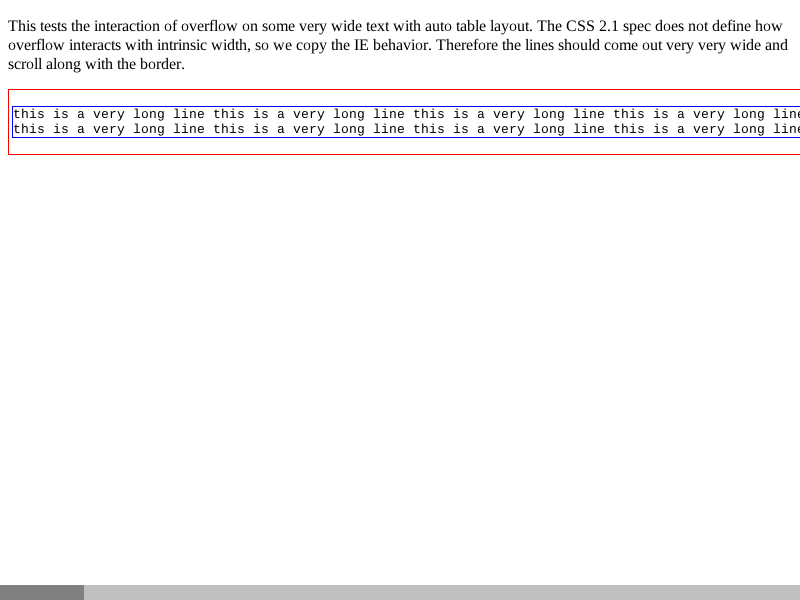 This tests the interaction of overflow on some very wide text with auto table layout. The CSS 2.1 spec does not define how
overflow interacts with intrinsic width, so we copy the IE behavior. Therefore the lines should come out very very wide and
scroll along with the border.
this is a very long line this is a very long line this is a very long line this is a very long line
this is a very long line this is a very long line this is a very long line this is a very long line